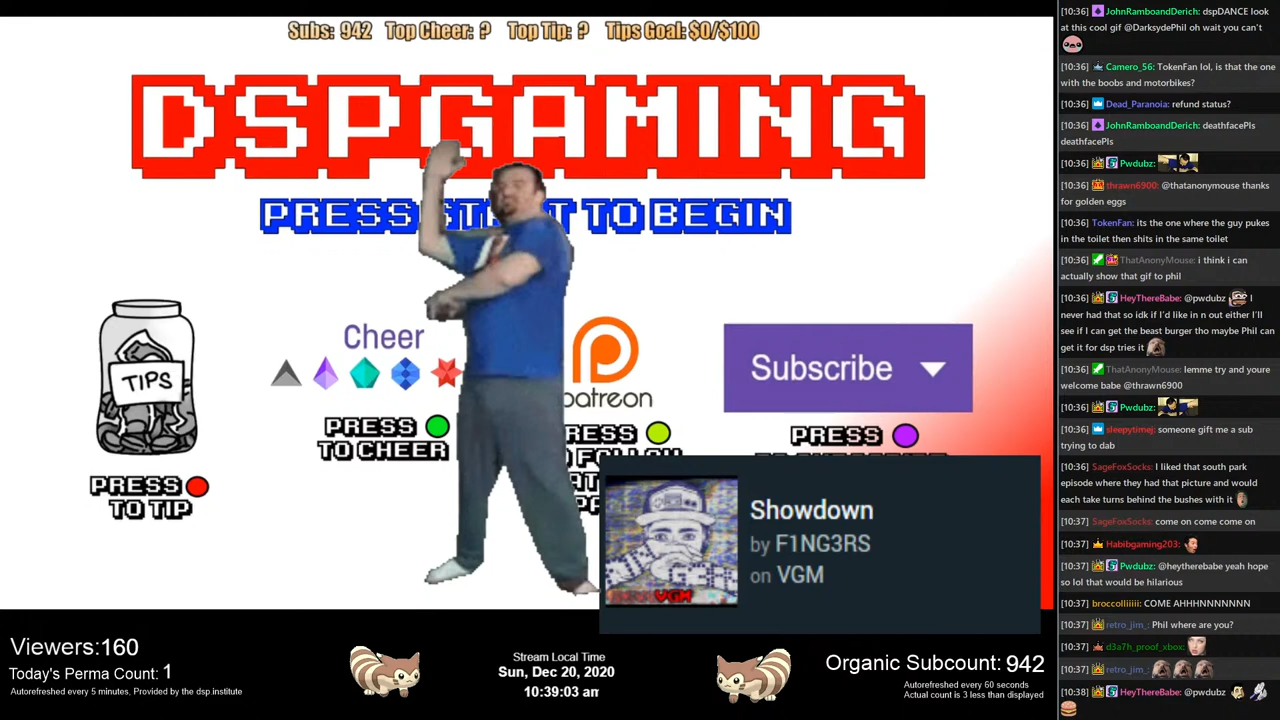 Subs: 942 Top Cheer: ? Top Tip: ? Tips Goal: $0/$100
DSPGAMING
PRESS START TO BEGIN
TIPS
PRESS
TO TIP
Cheer
PRESS
TO CHEER
patreon
Subscribe
PRESS
Showdown
by F1NG3RS
on VGM
VGM
Viewers:160
Today's Perma Count: 1
Autorefreshed every 5 minutes, Provided by the dsp institute
Stream Local Time
Sun, Dec 20, 2020
10:39:03 am
Organic Subcount: 942
Autorefreshed every 60 seconds
Actual count is 3 less than displayed
[10:36] JohnRamboandDerich: dspDANCE look
at this cool gif @DarksydePhil oh wait you can't
[10:36] Camero_56: TokenFan lol, is that the one
with the boobs and motorbikes?
[10:36] Dead_Paranoia: refund status?
[10:36] JohnRamboandDerich: deathfacePls
deathfacePls
[10:36] Pwdubz:
[10:36] thrawn6900: @thatanonymouse thanks
for golden eggs
[10:36] TokenFan: its the one where the guy pukes
in the toilet then shits in the same toilet
[10:36] ThatAnonyMouse: i think i can
actually show that gif to phil
[10:36] HeyThereBabe: @pwdubz I
never had that so idk if I'd like in n out either I'll
see if I can get the beast burger tho maybe Phil can
get it for dsp tries it
[10:36] ThatAnonyMouse: lemme try and youre
welcome babe @thrawn6900
[10:36] Pwdubz:
[10:36] sleepytimej: someone gift me a sub
trying to dab
[10:36] SageFoxSocks: I liked that south park
episode where they had that picture and would
each take turns behind the bushes with it
[10:37] SageFoxSocks: come on come come on
[10:37] Habibgaming203:
[10:37] Pwdubz: @heytherebabe yeah hope
so lol that would be hilarious
[10:37] broccolliiiii: COME AHHHNNNNNNN
[10:37] retro_jim_: Phil where are you?
[10:37] d3a7h_proof_xbox:
[10:37] retro_jim_:
[10:38] HeyThereBabe: @pwdubz